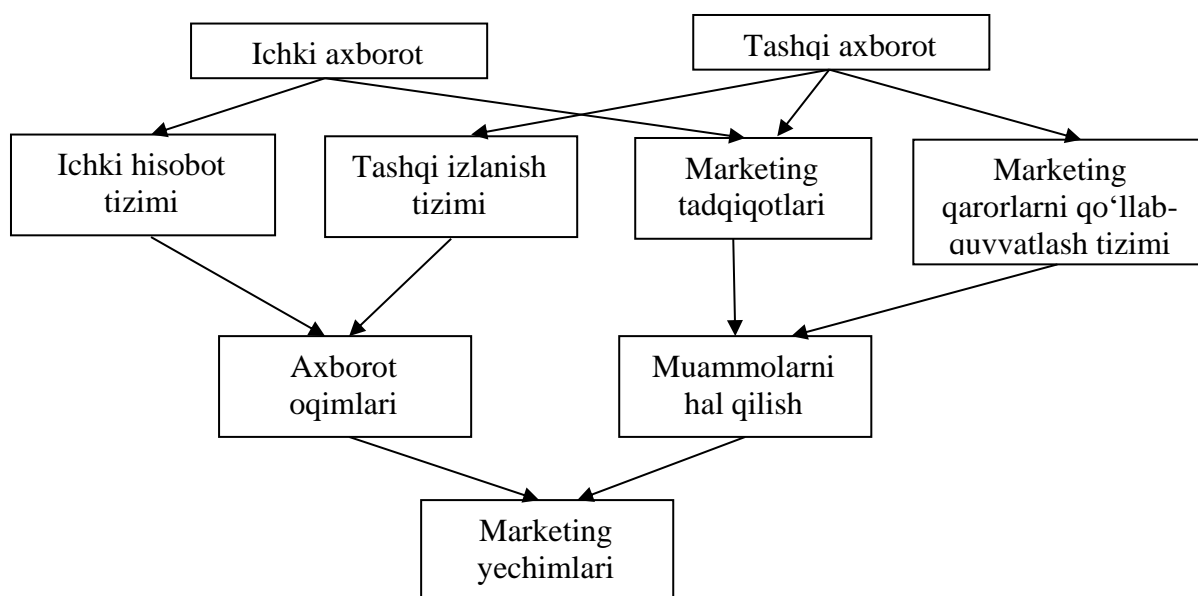 Ichki axborot
Tashqi axborot
Ichki hisobot
tizimi
Tashqi izlanish
tizimi
Marketing
tadqiqotlari
Marketing
qarorlarni qo‘llab-
quvvatlash tizimi
Axborot
oqimlari
Muammolarni
hal qilish
Marketing
yechimlari